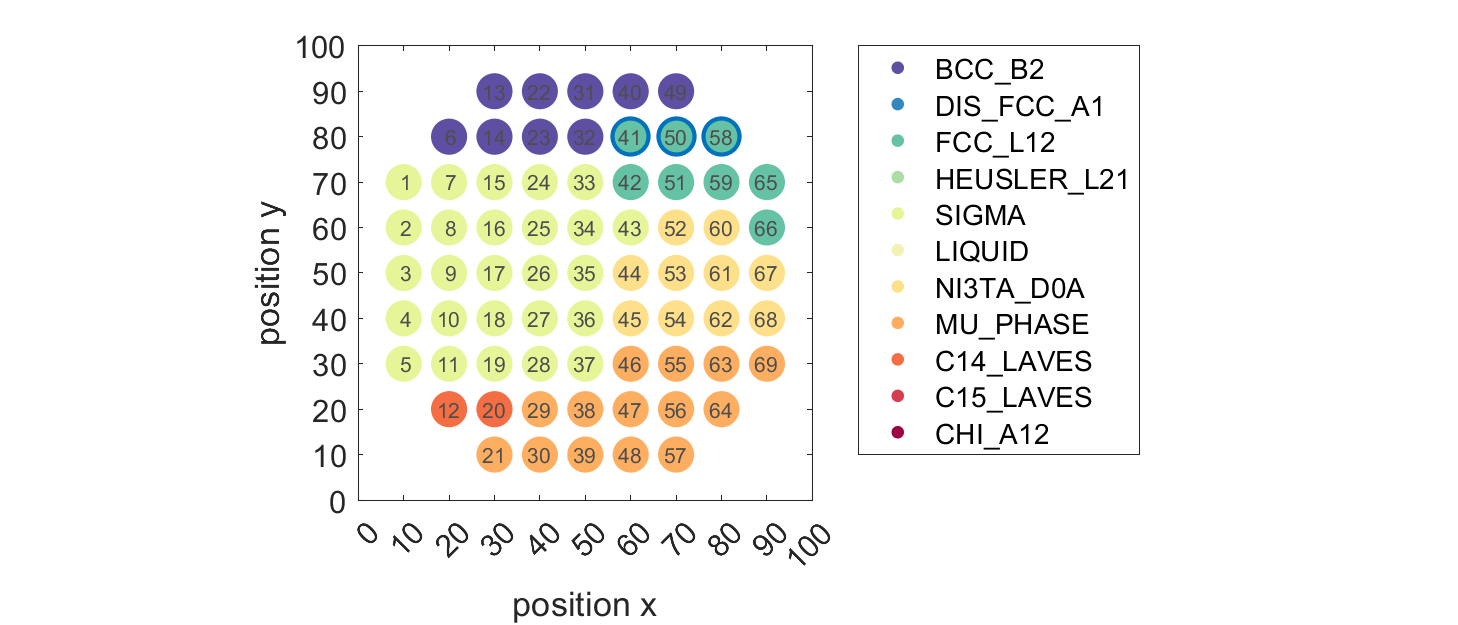 100
90
80
70
60
50
40
30
20
10
0
13 22 31 40 49
6 14 23 32 41 50 58
1 7 15 24 33 42 51 59 65
2 8 16 25 34 43 52 60 66
3 9 17 26 35 44 53 61 67
4 10 18 27 36 45 54 62 68
5 11 19 28 37 46 55 63 69
12 20 29 38 47 56 64
21 30 39 48 57
0 10 20 30 40 50 60 70 80 90 100
position x
position y
BCC_B2
DIS_FCC_A1
FCC_L12
HEUSLER_L21
SIGMA
LIQUID
NI3TA_D0A
MU_PHASE
C14_LAVES
C15_LAVES
CHI_A12